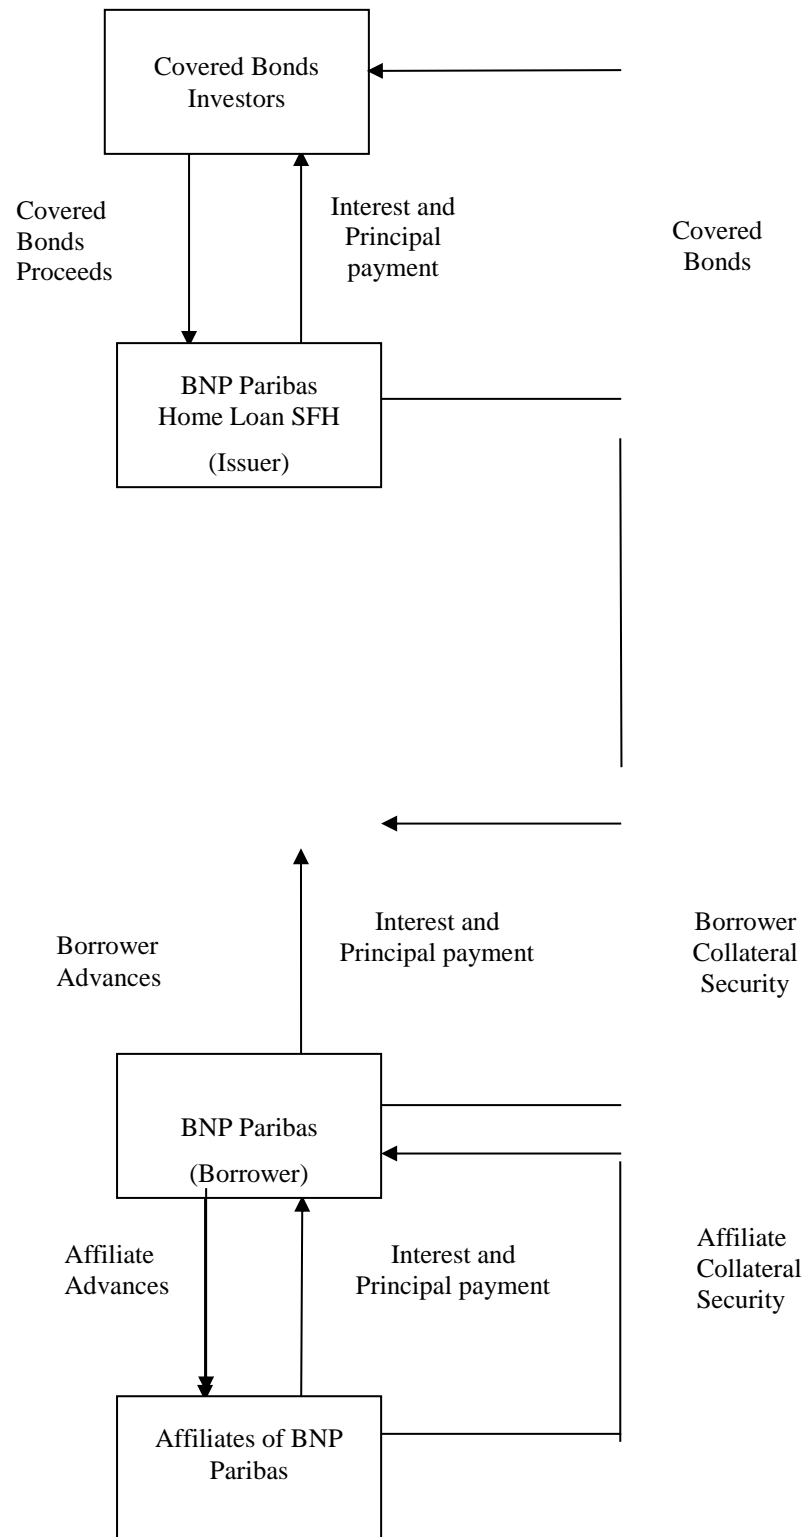 Covered Bonds
Investors
Covered
Bonds
Proceeds
Interest and
Principal
payment
Covered
Bonds
BNP Paribas
Home Loan SFH
(Issuer)
Borrower
Advances
Interest and
Principal payment
Borrower
Collateral
Security
BNP Paribas
(Borrower)
Affiliate
Advances
Interest and
Principal payment
Affiliate
Collateral
Security
Affiliates of BNP
Paribas